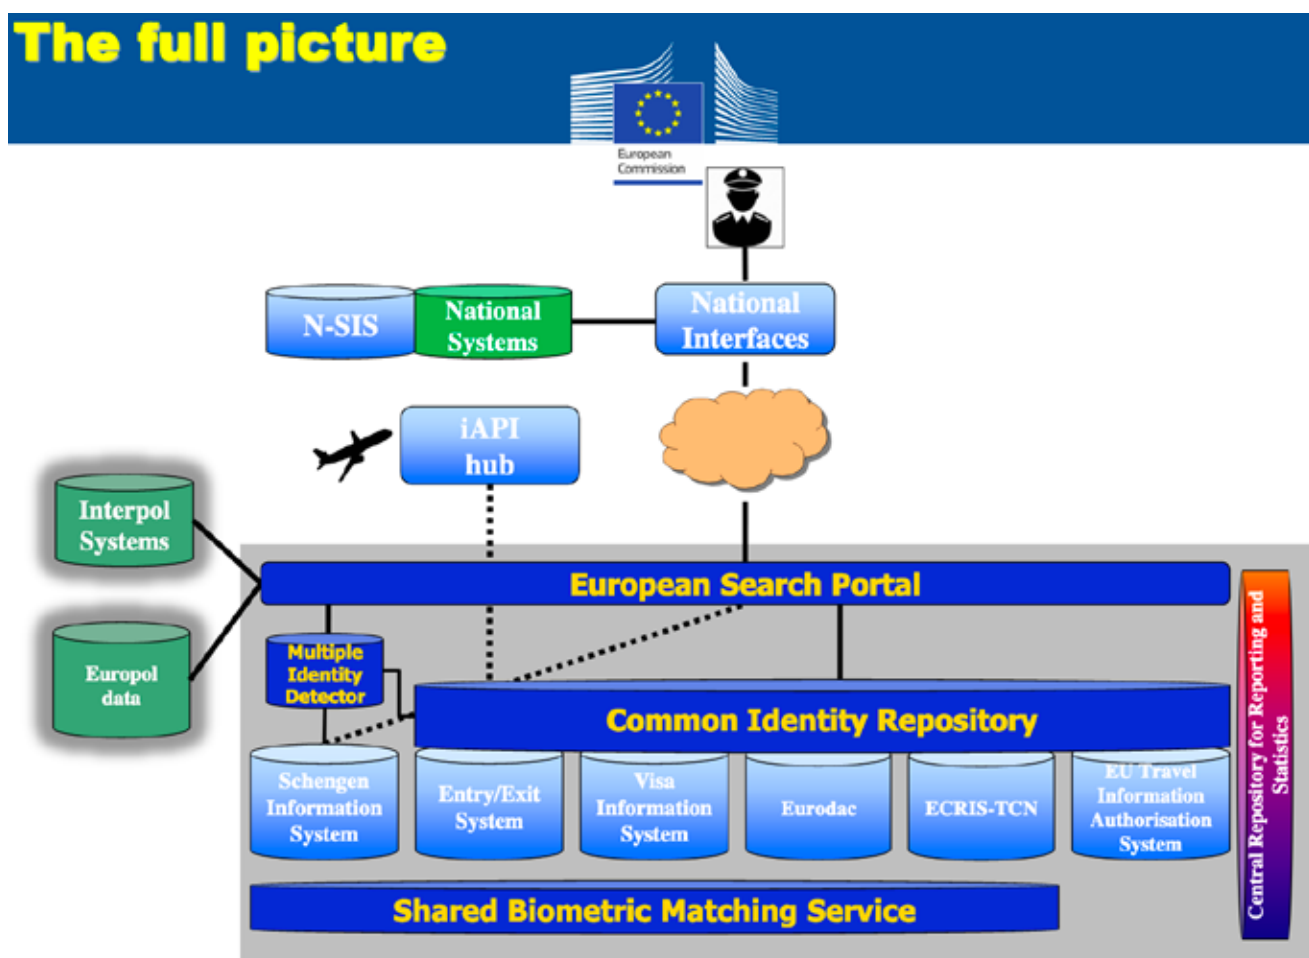 The full picture
European
Commission
N-SIS
National
Systems
National
Interfaces
iAPI
hub
Interpol
Systems
Europol
data
European Search Portal
Multiple
Identity
Detector
Common Identity Repository
Schengen
Information
System
Entry/Exit
System
Visa
Information
System
Eurodac
ECRIS-TCN
EU Travel
Information
Authorisation
System
Shared Biometric Matching Service
Central Repository for Reporting and
Statistics